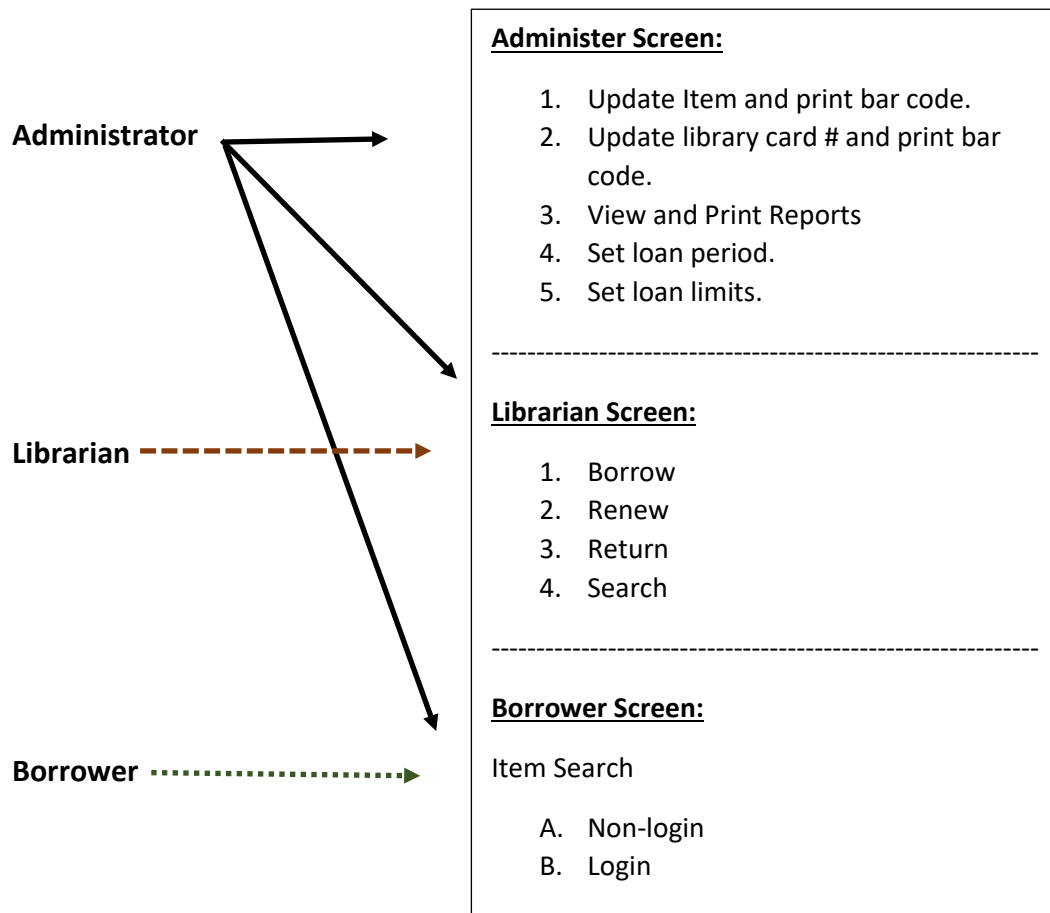 Administer Screen:
1. Update Item and print bar code.
Administrator
2. Update library card # and print bar
code.
3. View and Print Reports
4. Set loan period.
5. Set loan limits.
------------------------------------------------------------
Librarian Screen:
Librarian
1. Borrow
2. Renew
3. Return
4. Search
------------------------------------------------------------
Borrower Screen:
Borrower
Item Search
A. Non-login
B. Login